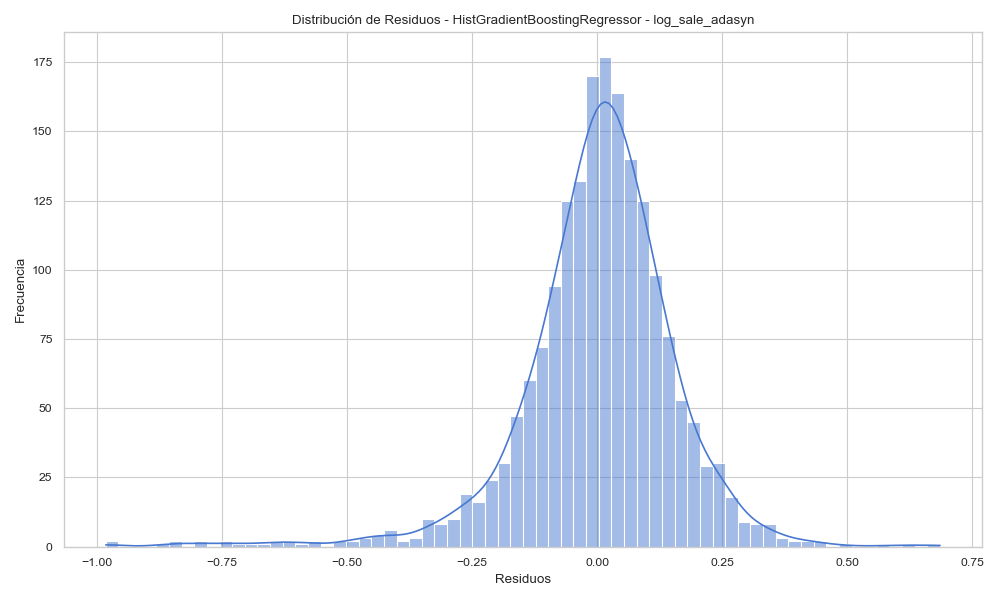 Distribución de Residuos - HistGradientBoostingRegressor - log_sale_adasyn
175
150
125
100
75
50
25
0
Frecuencia
−1.00 −0.75 −0.50 −0.25 0.00 0.25 0.50 0.75
Residuos